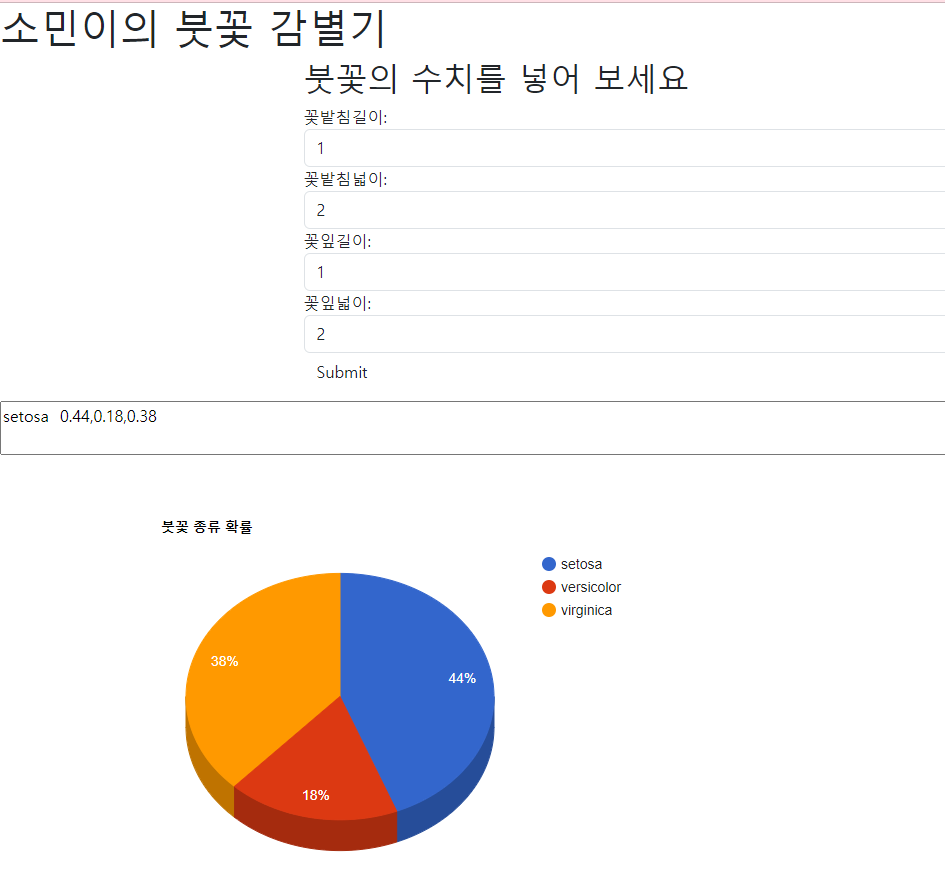 소민이의 붓꽃 감별기
붓꽃의 수치를 넣어 보세요
꽃밭침길이:
1
꽃밭침넓이:
2
꽃잎길이:
1
꽃잎넓이:
2
Submit
setosa 0.44,0.18,0.38
붓꽃 종류 확률
setosa
versicolor
virginica
38%
44%
18%